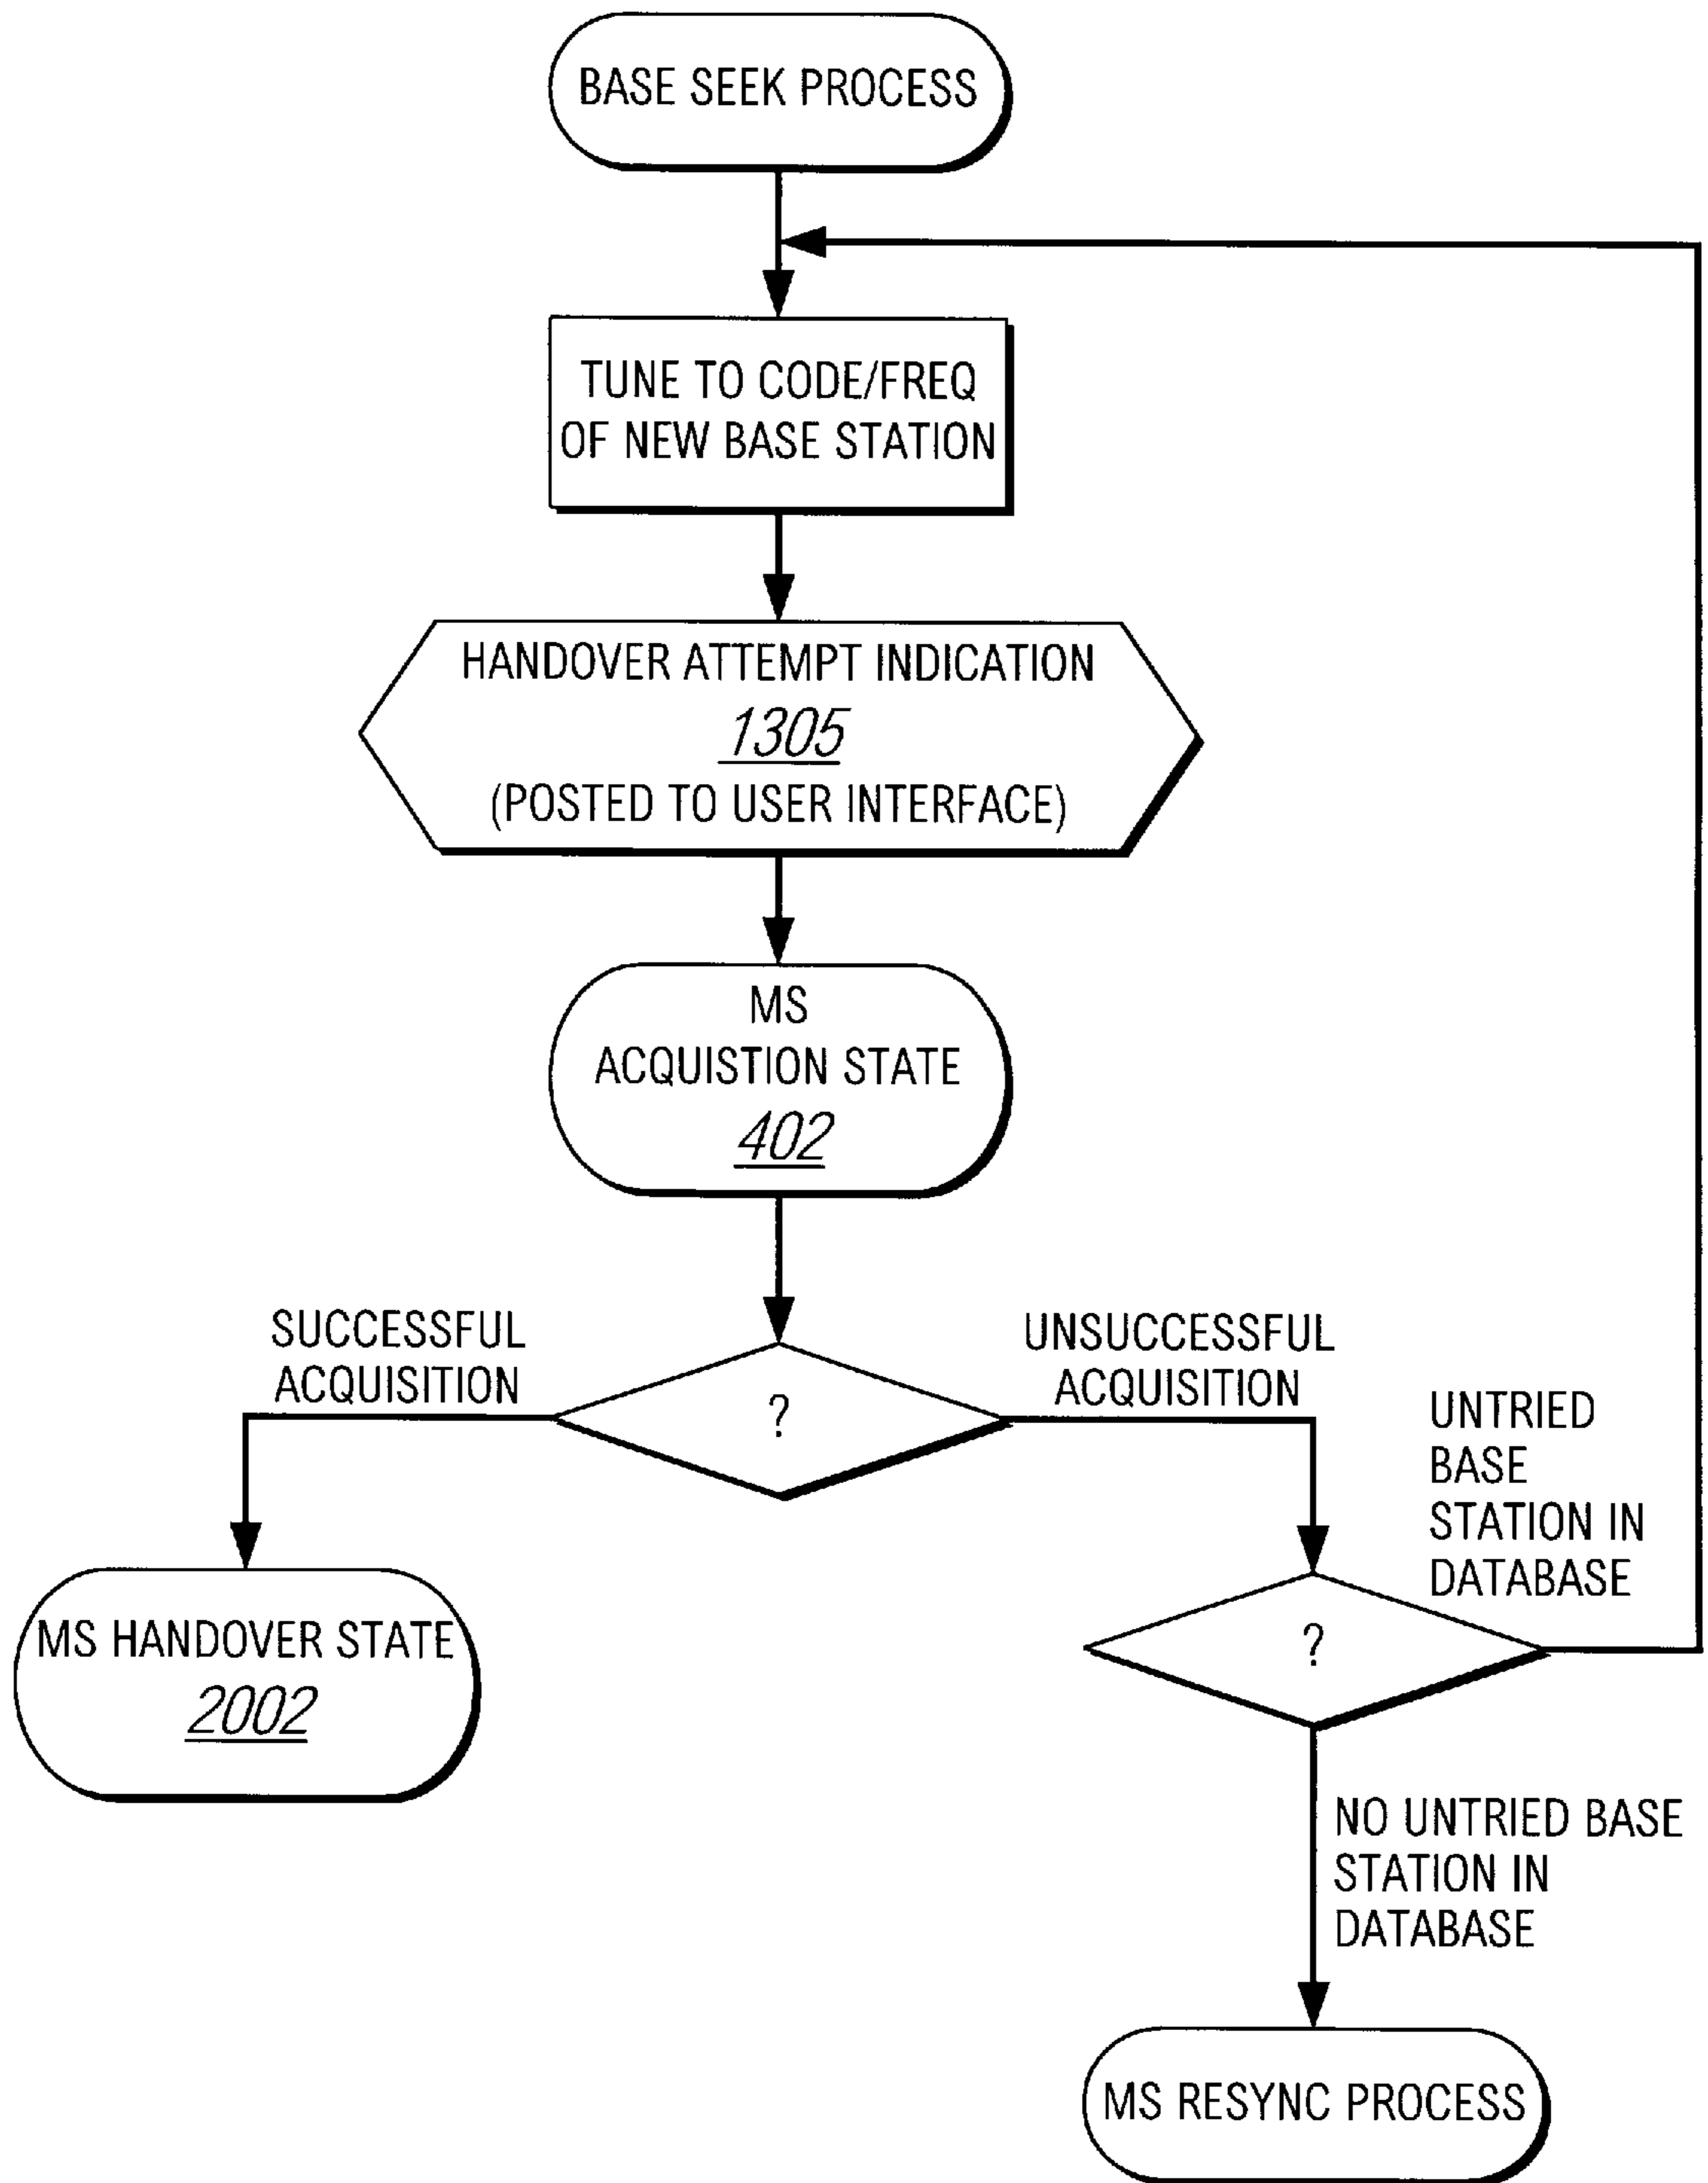 BASE SEEK PROCESS
TUNE TO CODE/FREQ
OF NEW BASE STATION
HANDOVER ATTEMPT INDICATION
1305
(POSTED TO USER INTERFACE)
MS
ACQUISTION STATE
402
SUCCESSFUL
ACQUISITION
?
UNSUCCESSFUL
ACQUISITION
UNTRIED
BASE
STATION IN
DATABASE
?
MS HANDOVER STATE
2002
NO UNTRIED BASE
STATION IN
DATABASE
MS RESYNC PROCESS